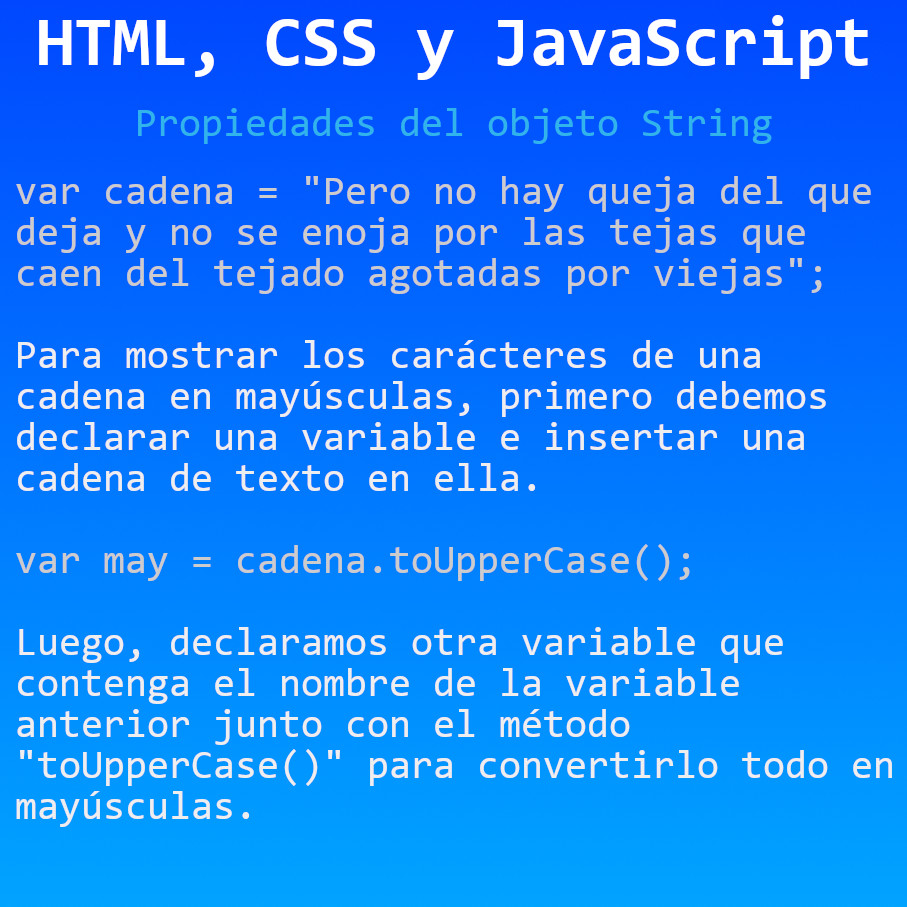 HTML, CSS y JavaScript
Propiedades del objeto String
var cadena = "Pero no hay queja del que
deja y no se enoja por las tejas que
caen del tejado agotadas por viejas";
Para mostrar los carácteres de una
cadena en mayúsculas, primero debemos
declarar una variable e insertar una
cadena de texto en ella.
var may = cadena.toUpperCase();
Luego, declaramos otra variable que
contenga el nombre de la variable
anterior junto con el método
"toUpperCase()" para convertirlo todo en
mayúsculas.